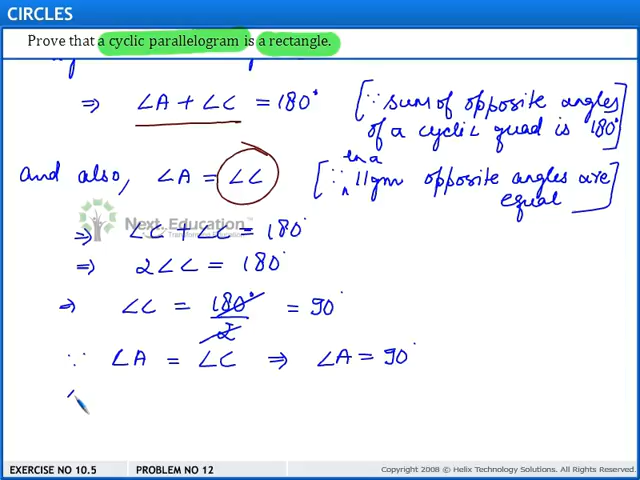 CIRCLES
Prove that a cyclic parallelogram is a rectangle.
⇒ ∠A + ∠C = 180° [∵ sum of opposite angles
of a cyclic quad is 180°]
and also, ∠A = ∠C [∵ in a ||gm opposite angles are
equal]
Next Education
⇒ ∠C + ∠C = 180°
⇒ 2∠C = 180°
⇒ ∠C = 180°/2 = 90°
∵ ∠A = ∠C ⇒ ∠A = 90°
EXERCISE NO 10.5 PROBLEM NO 12 Copyright 2008 © Helix Technology Solutions. All Rights Reserved.